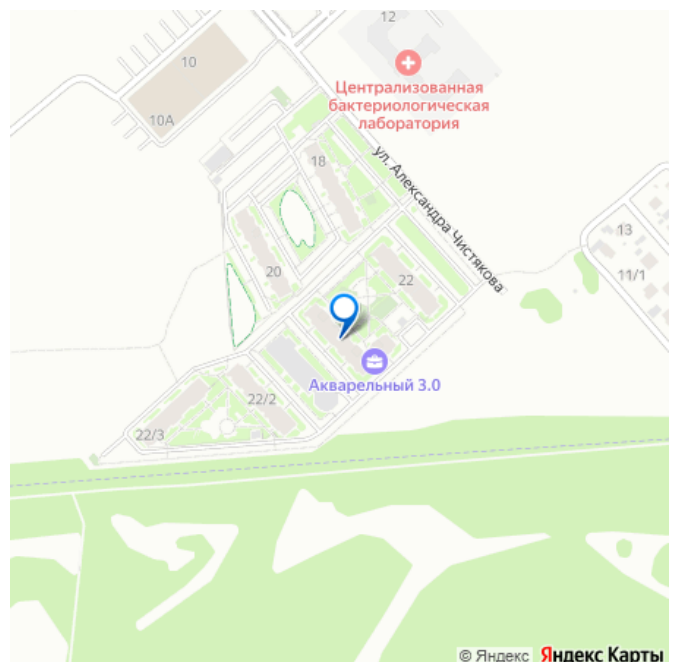 12
10
Централизованная
бактериологическая
лаборатория
10А
18
ул. Александра Чистякова
13
20
22
11/1
Акварельный 3.0
22/2
22/3
© Яндекс Яндекс Карты